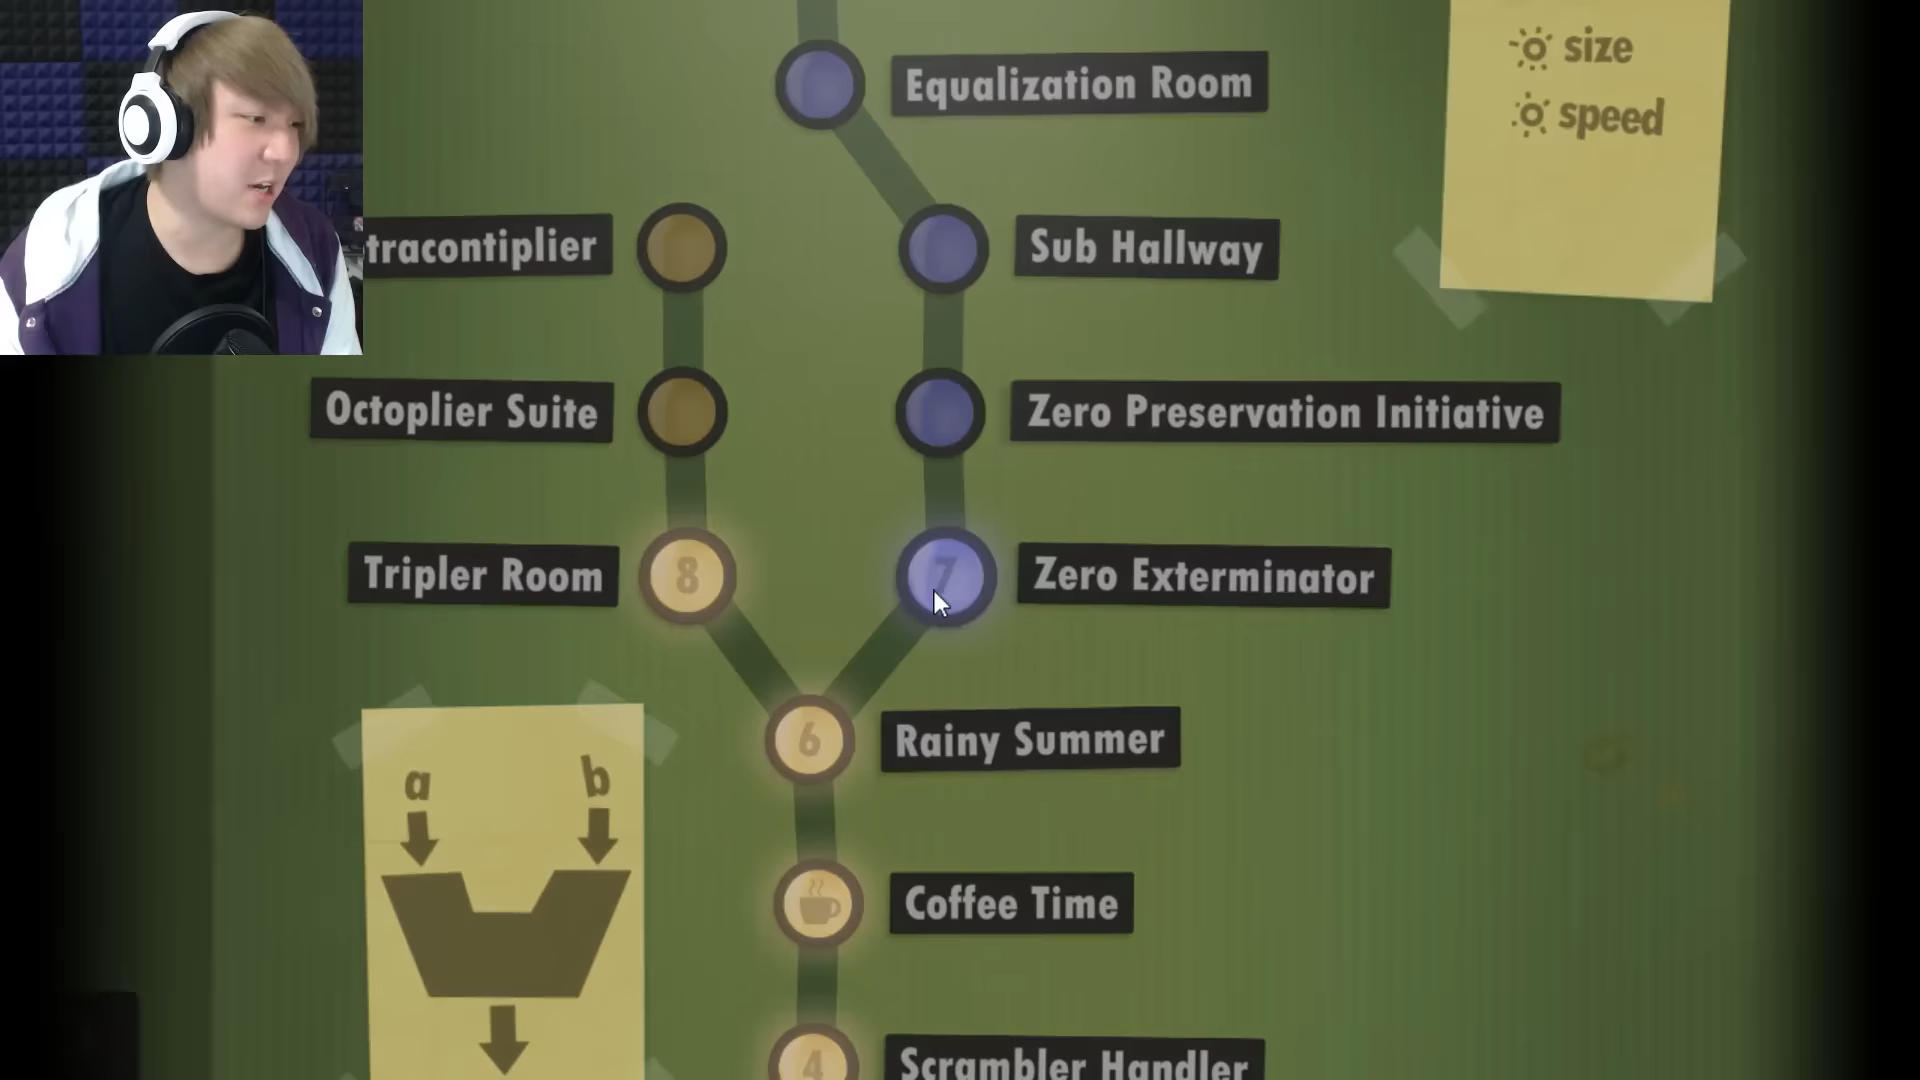 Equalization Room
size
speed
tracontiplier
Sub Hallway
Octoplier Suite
Zero Preservation Initiative
Tripler Room
8
7
Zero Exterminator
6
Rainy Summer
a
b
Coffee Time
4
Scrambler Handler